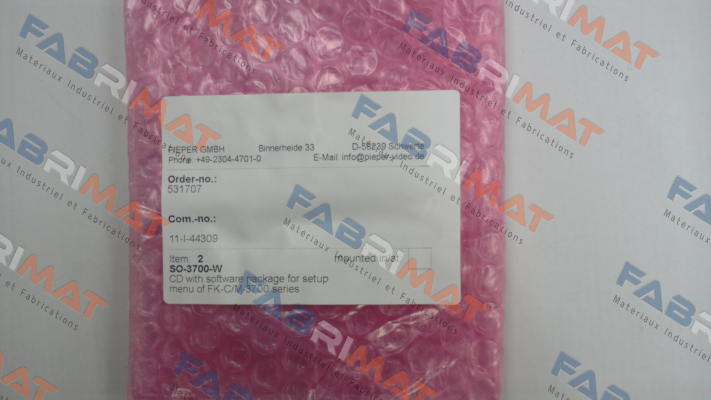 PIEPER GMBH Binnerheide 33 D-58239 Schwerte
Phone: +49-2304-4701-0 E-Mail: info@pieper-video.de
Order-no.:
531707
Com.-no.:
11-I-44309
Item: 2 mounted in/at
SO-3700-W
CD with software package for setup
menu of FK-C/M-3700 series
FABRIMAT
Matériaux Industriel et Fabrications